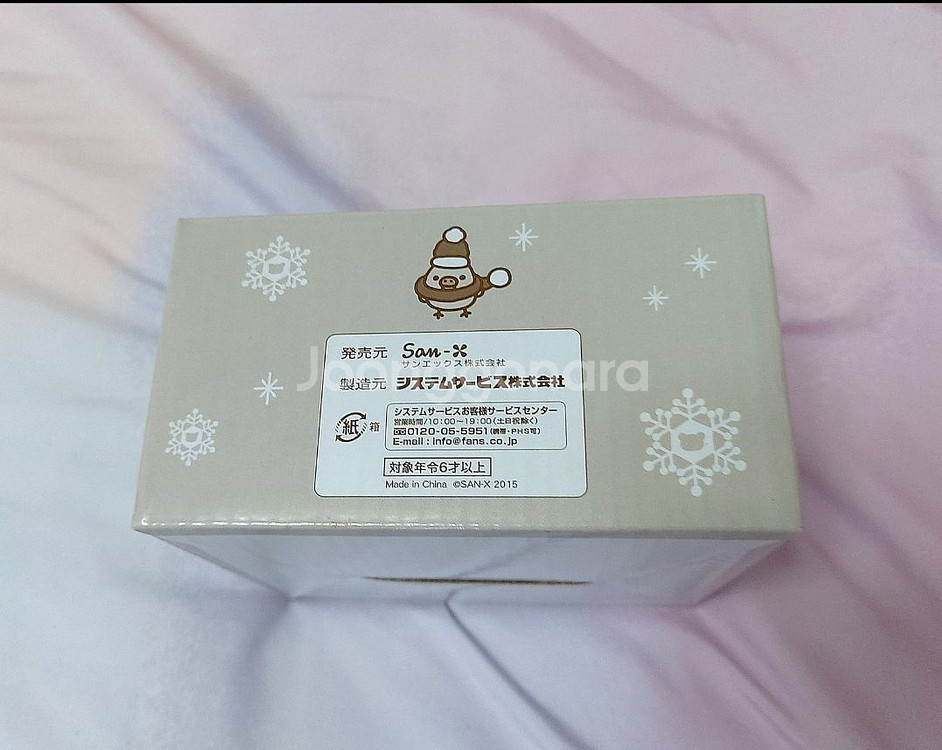 発売元 San-X
サンエックス株式会社
Joonggonara
製造元 システムサービス株式会社
紙 箱
システムサービスお客様サービスセンター
営業時間/10:00〜19:00(土日祝除く)
0120-05-5951(携帯・PHS可)
E-mail : info@fans.co.jp
対象年令6才以上
Made in China ©SAN-X 2015